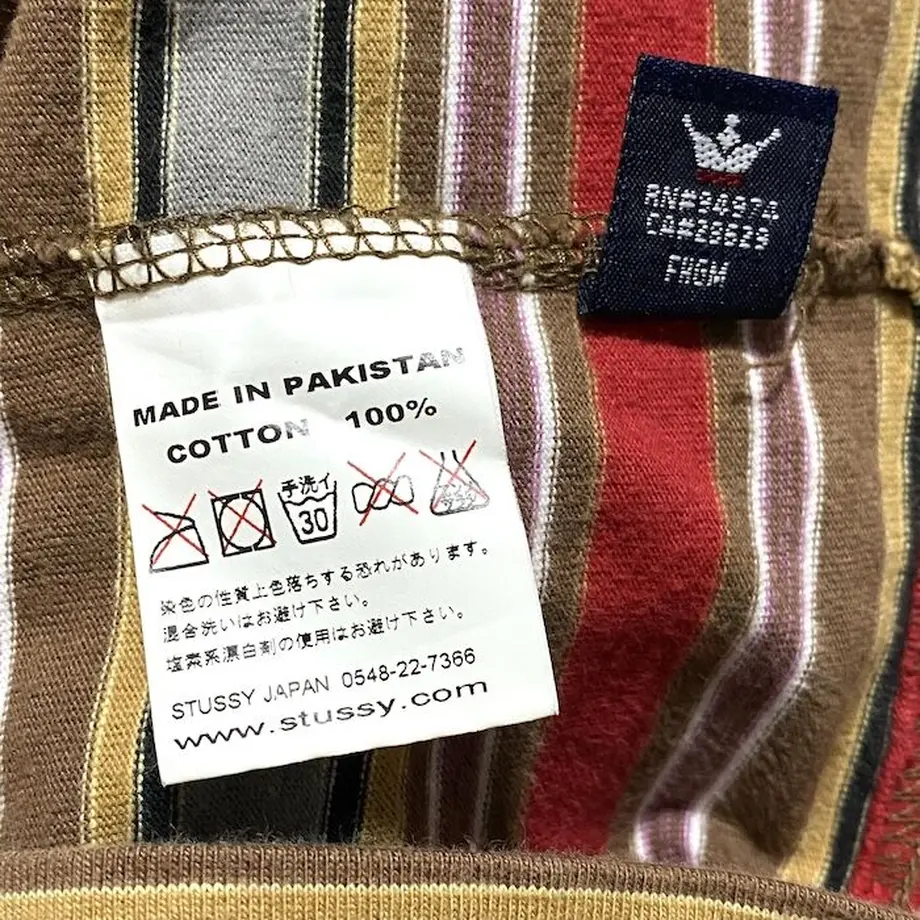 RN#94974
CA#28629
FHGM
MADE IN PAKISTAN
COTTON 100%
手洗イ
30
染色の性質上色落ちする恐れがあります。
混合洗いはお避け下さい。
塩素系漂白剤の使用はお避け下さい。
STUSSY JAPAN 0548-22-7366
www.stussy.com